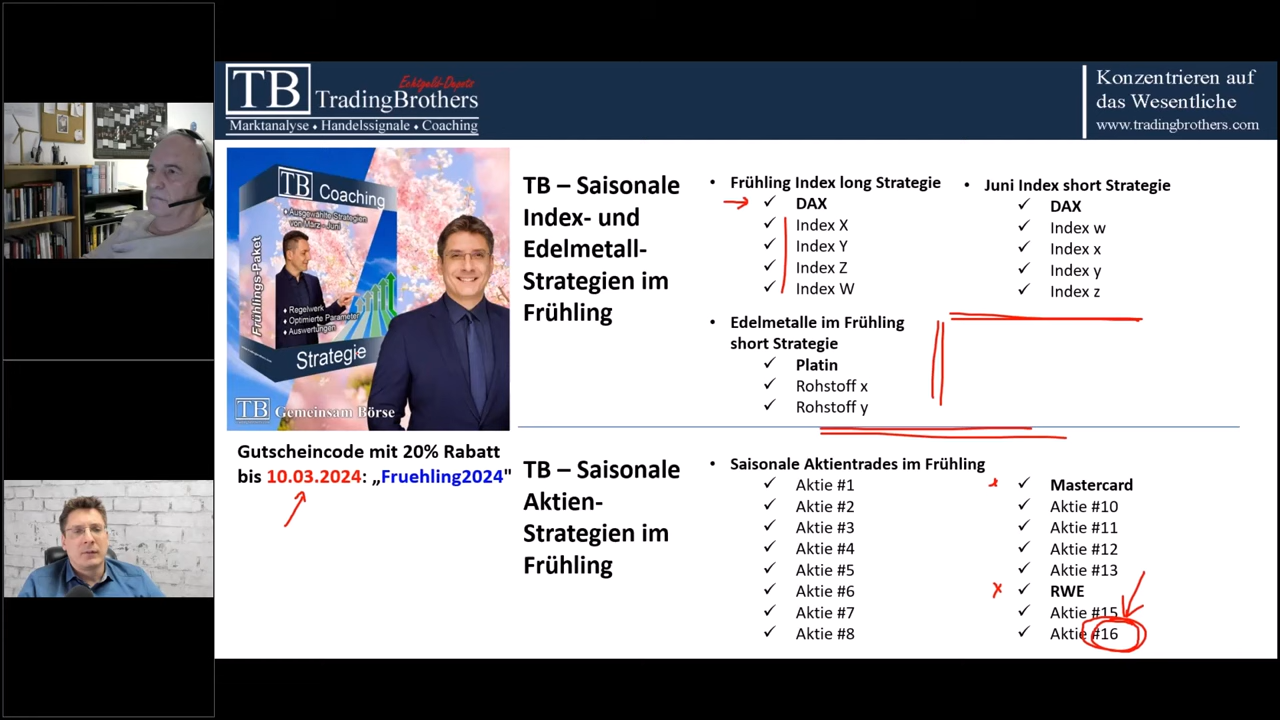 TB
Echtgeld-Depots
TradingBrothers
Marktanalyse ♦ Handelssignale ♦ Coaching
Konzentrieren auf
das Wesentliche
www.tradingbrothers.com
TB Coaching
♦ Ausgewählte Strategien
von März - Juni
Frühlings-Paket
♦ Regelwerk
♦ Optimierte Parameter
♦ Auswertungen
Strategie
TB Gemeinsam Börse
Gutscheincode mit 20% Rabatt
bis 10.03.2024: „Fruehling2024"
TB – Saisonale
Index- und
Edelmetall-
Strategien im
Frühling
• Frühling Index long Strategie
✓ DAX
✓ Index X
✓ Index Y
✓ Index Z
✓ Index W
• Edelmetalle im Frühling
short Strategie
✓ Platin
✓ Rohstoff x
✓ Rohstoff y
• Juni Index short Strategie
✓ DAX
✓ Index w
✓ Index x
✓ Index y
✓ Index z
TB – Saisonale
Aktien-
Strategien im
Frühling
• Saisonale Aktientrades im Frühling
✓ Aktie #1
✓ Aktie #2
✓ Aktie #3
✓ Aktie #4
✓ Aktie #5
✓ Aktie #6
✓ Aktie #7
✓ Aktie #8
✓ Mastercard
✓ Aktie #10
✓ Aktie #11
✓ Aktie #12
✓ Aktie #13
✓ RWE
✓ Aktie #15
✓ Aktie #16